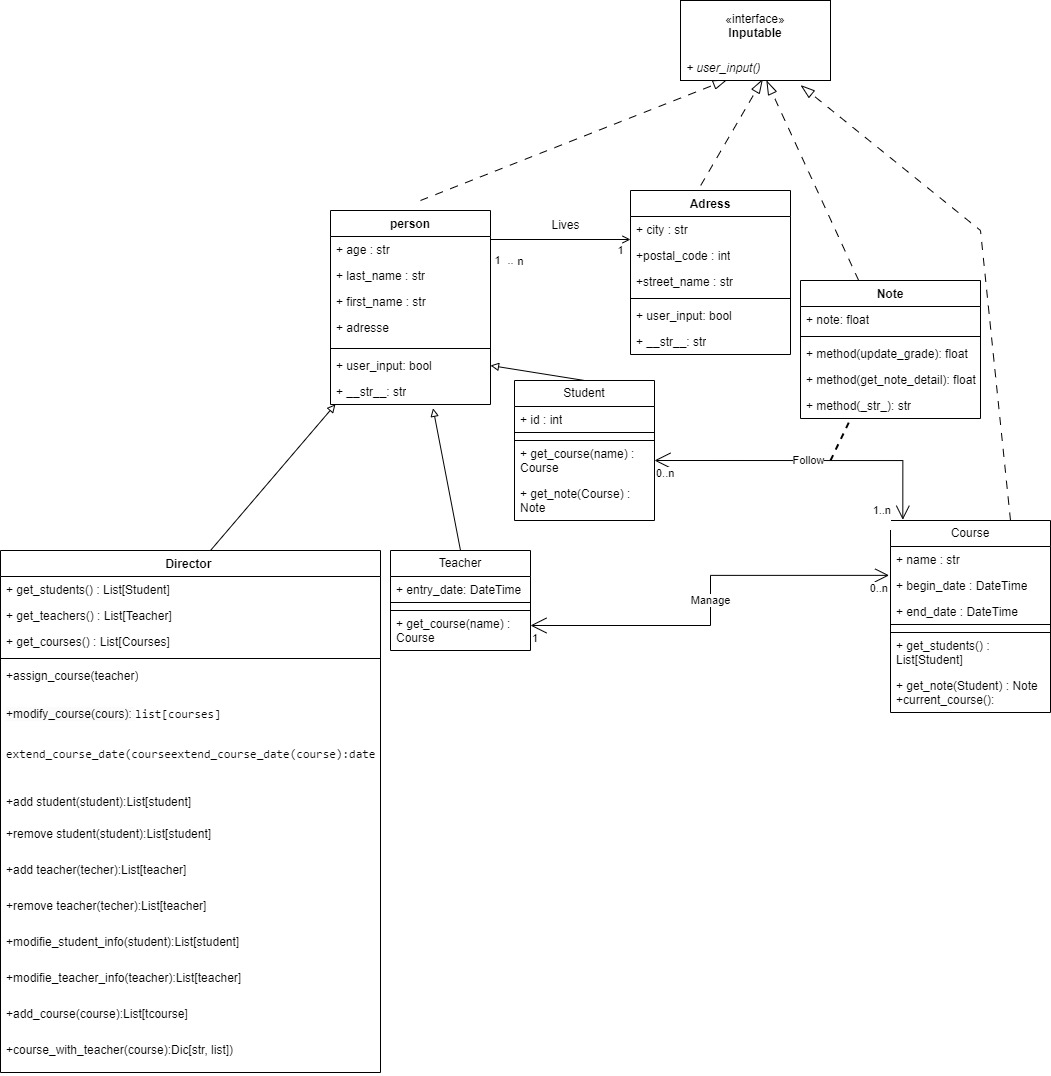 «interface»
Inputable
+ user_input()
person
+ age : str
+ last_name : str
+ first_name : str
+ adresse
+ user_input: bool
+ __str__: str
Lives
1 .. n
1
Adress
+ city : str
+postal_code : int
+street_name : str
+ user_input: bool
+ __str__: str
Note
+ note: float
+ method(update_grade): float
+ method(get_note_detail): float
+ method(_str_): str
Student
+ id : int
+ get_course(name) :
Course
+ get_note(Course) :
Note
Follow
0..n
1..n
Course
+ name : str
+ begin_date : DateTime
+ end_date : DateTime
+ get_students() :
List[Student]
+ get_note(Student) : Note
+current_course():
Manage
0..n
1
Teacher
+ entry_date: DateTime
+ get_course(name) :
Course
Director
+ get_students() : List[Student]
+ get_teachers() : List[Teacher]
+ get_courses() : List[Courses]
+assign_course(teacher)
+modify_course(cours): list[courses]
extend_course_date(courseextend_course_date(course):date
+add student(student):List[student]
+remove student(student):List[student]
+add teacher(techer):List[teacher]
+remove teacher(techer):List[teacher]
+modifie_student_info(student):List[student]
+modifie_teacher_info(teacher):List[teacher]
+add_course(course):List[tcourse]
+course_with_teacher(course):Dic[str, list])